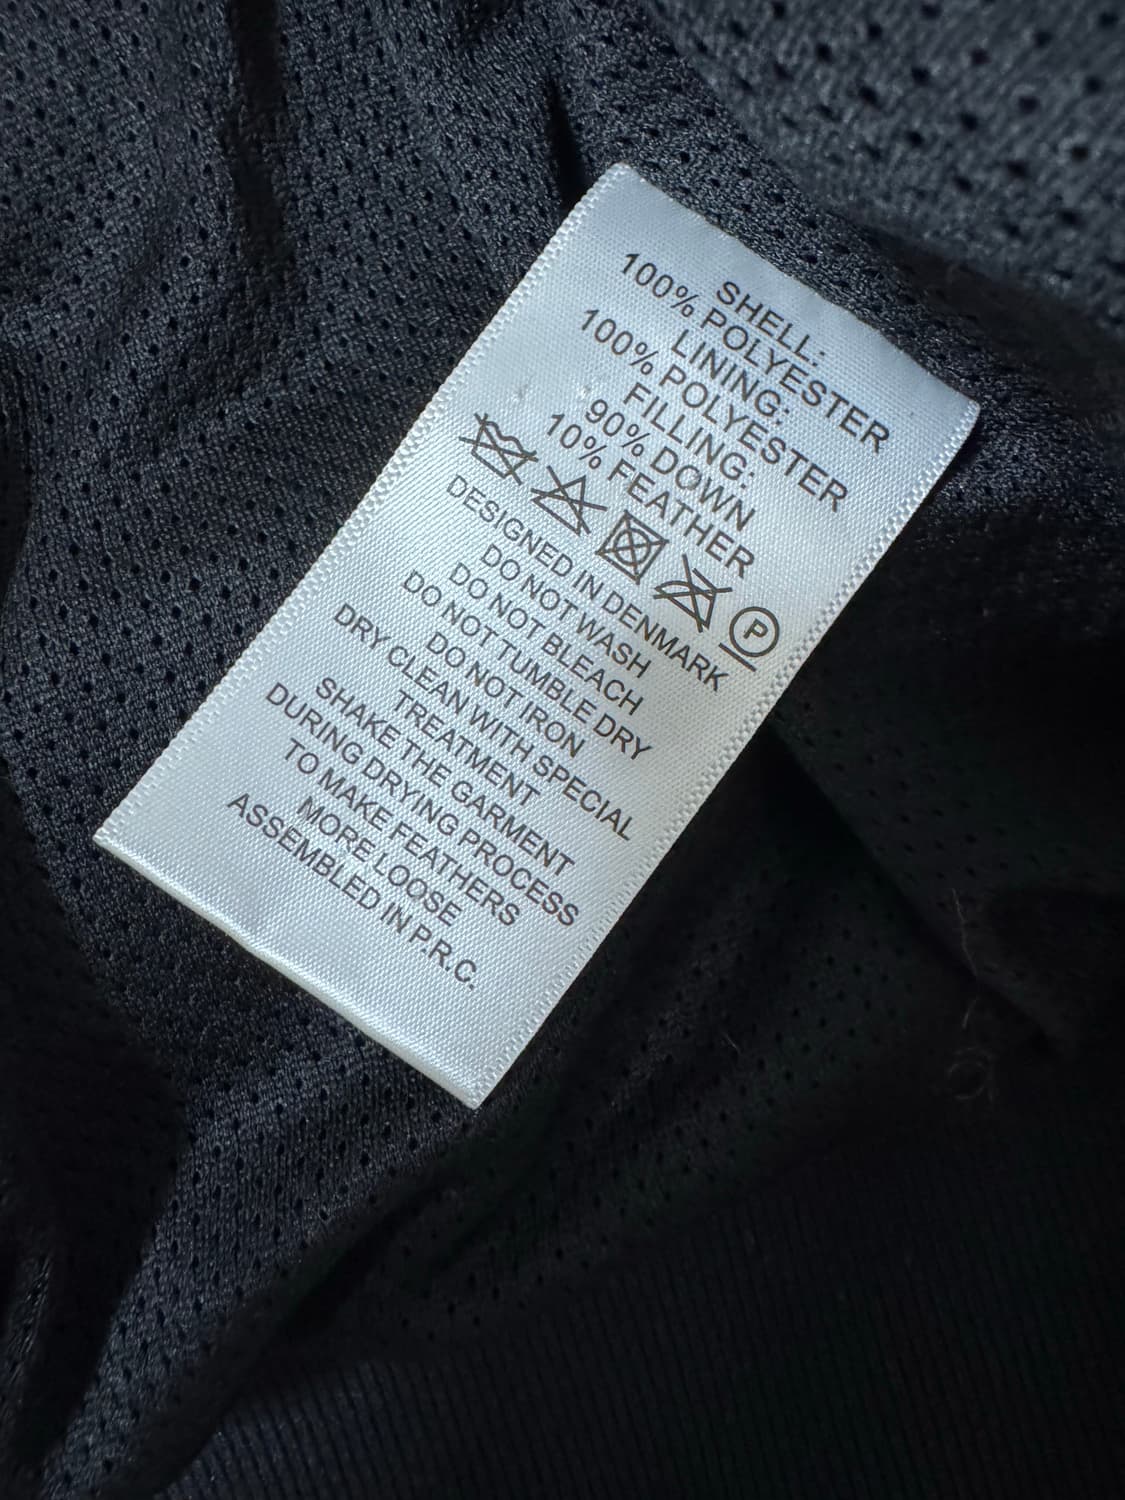 SHELL:
100% POLYESTER
LINING:
100% POLYESTER
FILLING:
90% DOWN
10% FEATHER
P
DESIGNED IN DENMARK
DO NOT WASH
DO NOT BLEACH
DO NOT TUMBLE DRY
DO NOT IRON
DRY CLEAN WITH SPECIAL
TREATMENT
SHAKE THE GARMENT
DURING DRYING PROCESS
TO MAKE FEATHERS
MORE LOOSE
ASSEMBLED IN P.R.C.